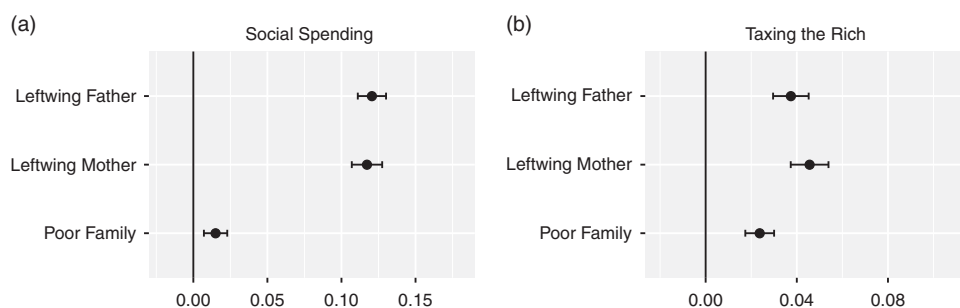 (a)
Social Spending
Leftwing Father
Leftwing Mother
Poor Family
0.00 0.05 0.10 0.15
(b)
Taxing the Rich
Leftwing Father
Leftwing Mother
Poor Family
0.00 0.04 0.08